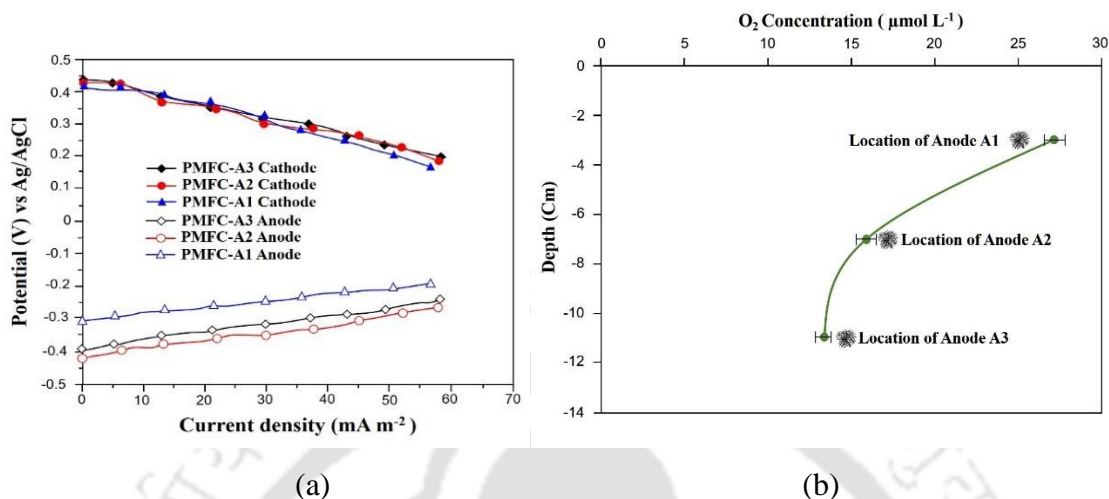 0.5
0.4
0.3
0.2
0.1
0
-0.1
-0.2
-0.3
-0.4
-0.5
Potential (V) vs Ag/AgCl
PMFC-A3 Cathode
PMFC-A2 Cathode
PMFC-A1 Cathode
PMFC-A3 Anode
PMFC-A2 Anode
PMFC-A1 Anode
0 10 20 30 40 50 60 70
Current density (mA m⁻²)
(a)
O₂ Concentration ( µmol L⁻¹)
0 5 10 15 20 25 30
0
-2
-4
-6
-8
-10
-12
-14
Depth (Cm)
Location of Anode A1
Location of Anode A2
Location of Anode A3
(b)